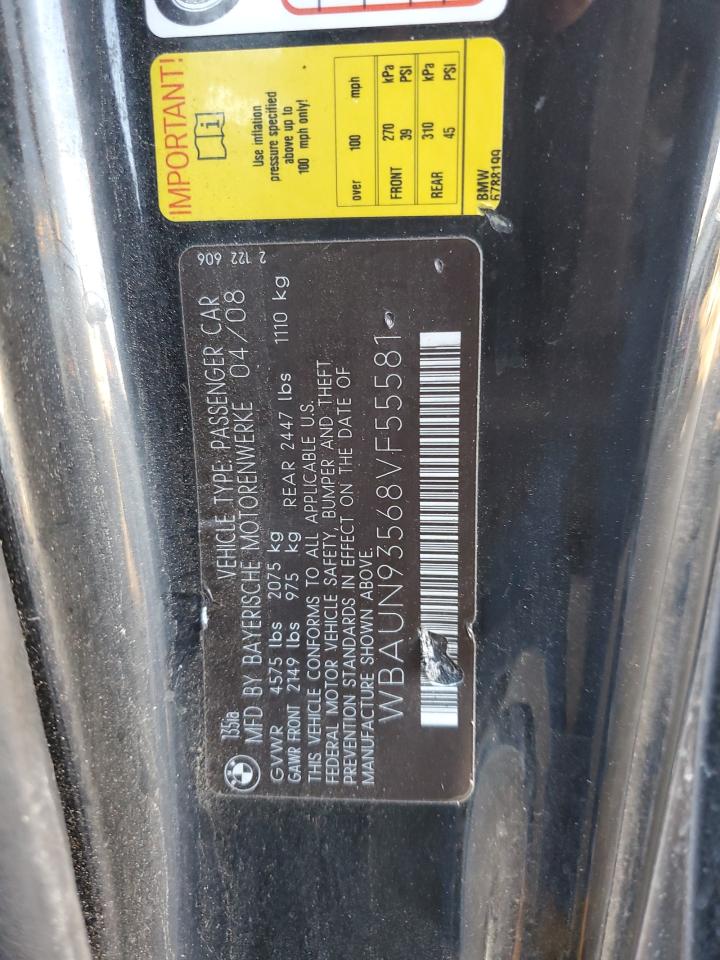 IMPORTANT!
Use inflation
pressure specified
above up to
100 mph only!
over 100 mph
FRONT 270 kPa
39 PSI
REAR 310 kPa
45 PSI
BMW
6788199
2 122 606
VEHICLE TYPE: PASSENGER CAR
MFD BY BAYERISCHE MOTORENWERKE 04/08
GVWR 4575 lbs 2075 kg
GAWR FRONT 2149 lbs 975 kg REAR 2447 lbs 1110 kg
THIS VEHICLE CONFORMS TO ALL APPLICABLE U.S.
FEDERAL MOTOR VEHICLE SAFETY, BUMPER AND THEFT
PREVENTION STANDARDS IN EFFECT ON THE DATE OF
MANUFACTURE SHOWN ABOVE.
WBAUN93568VF55581